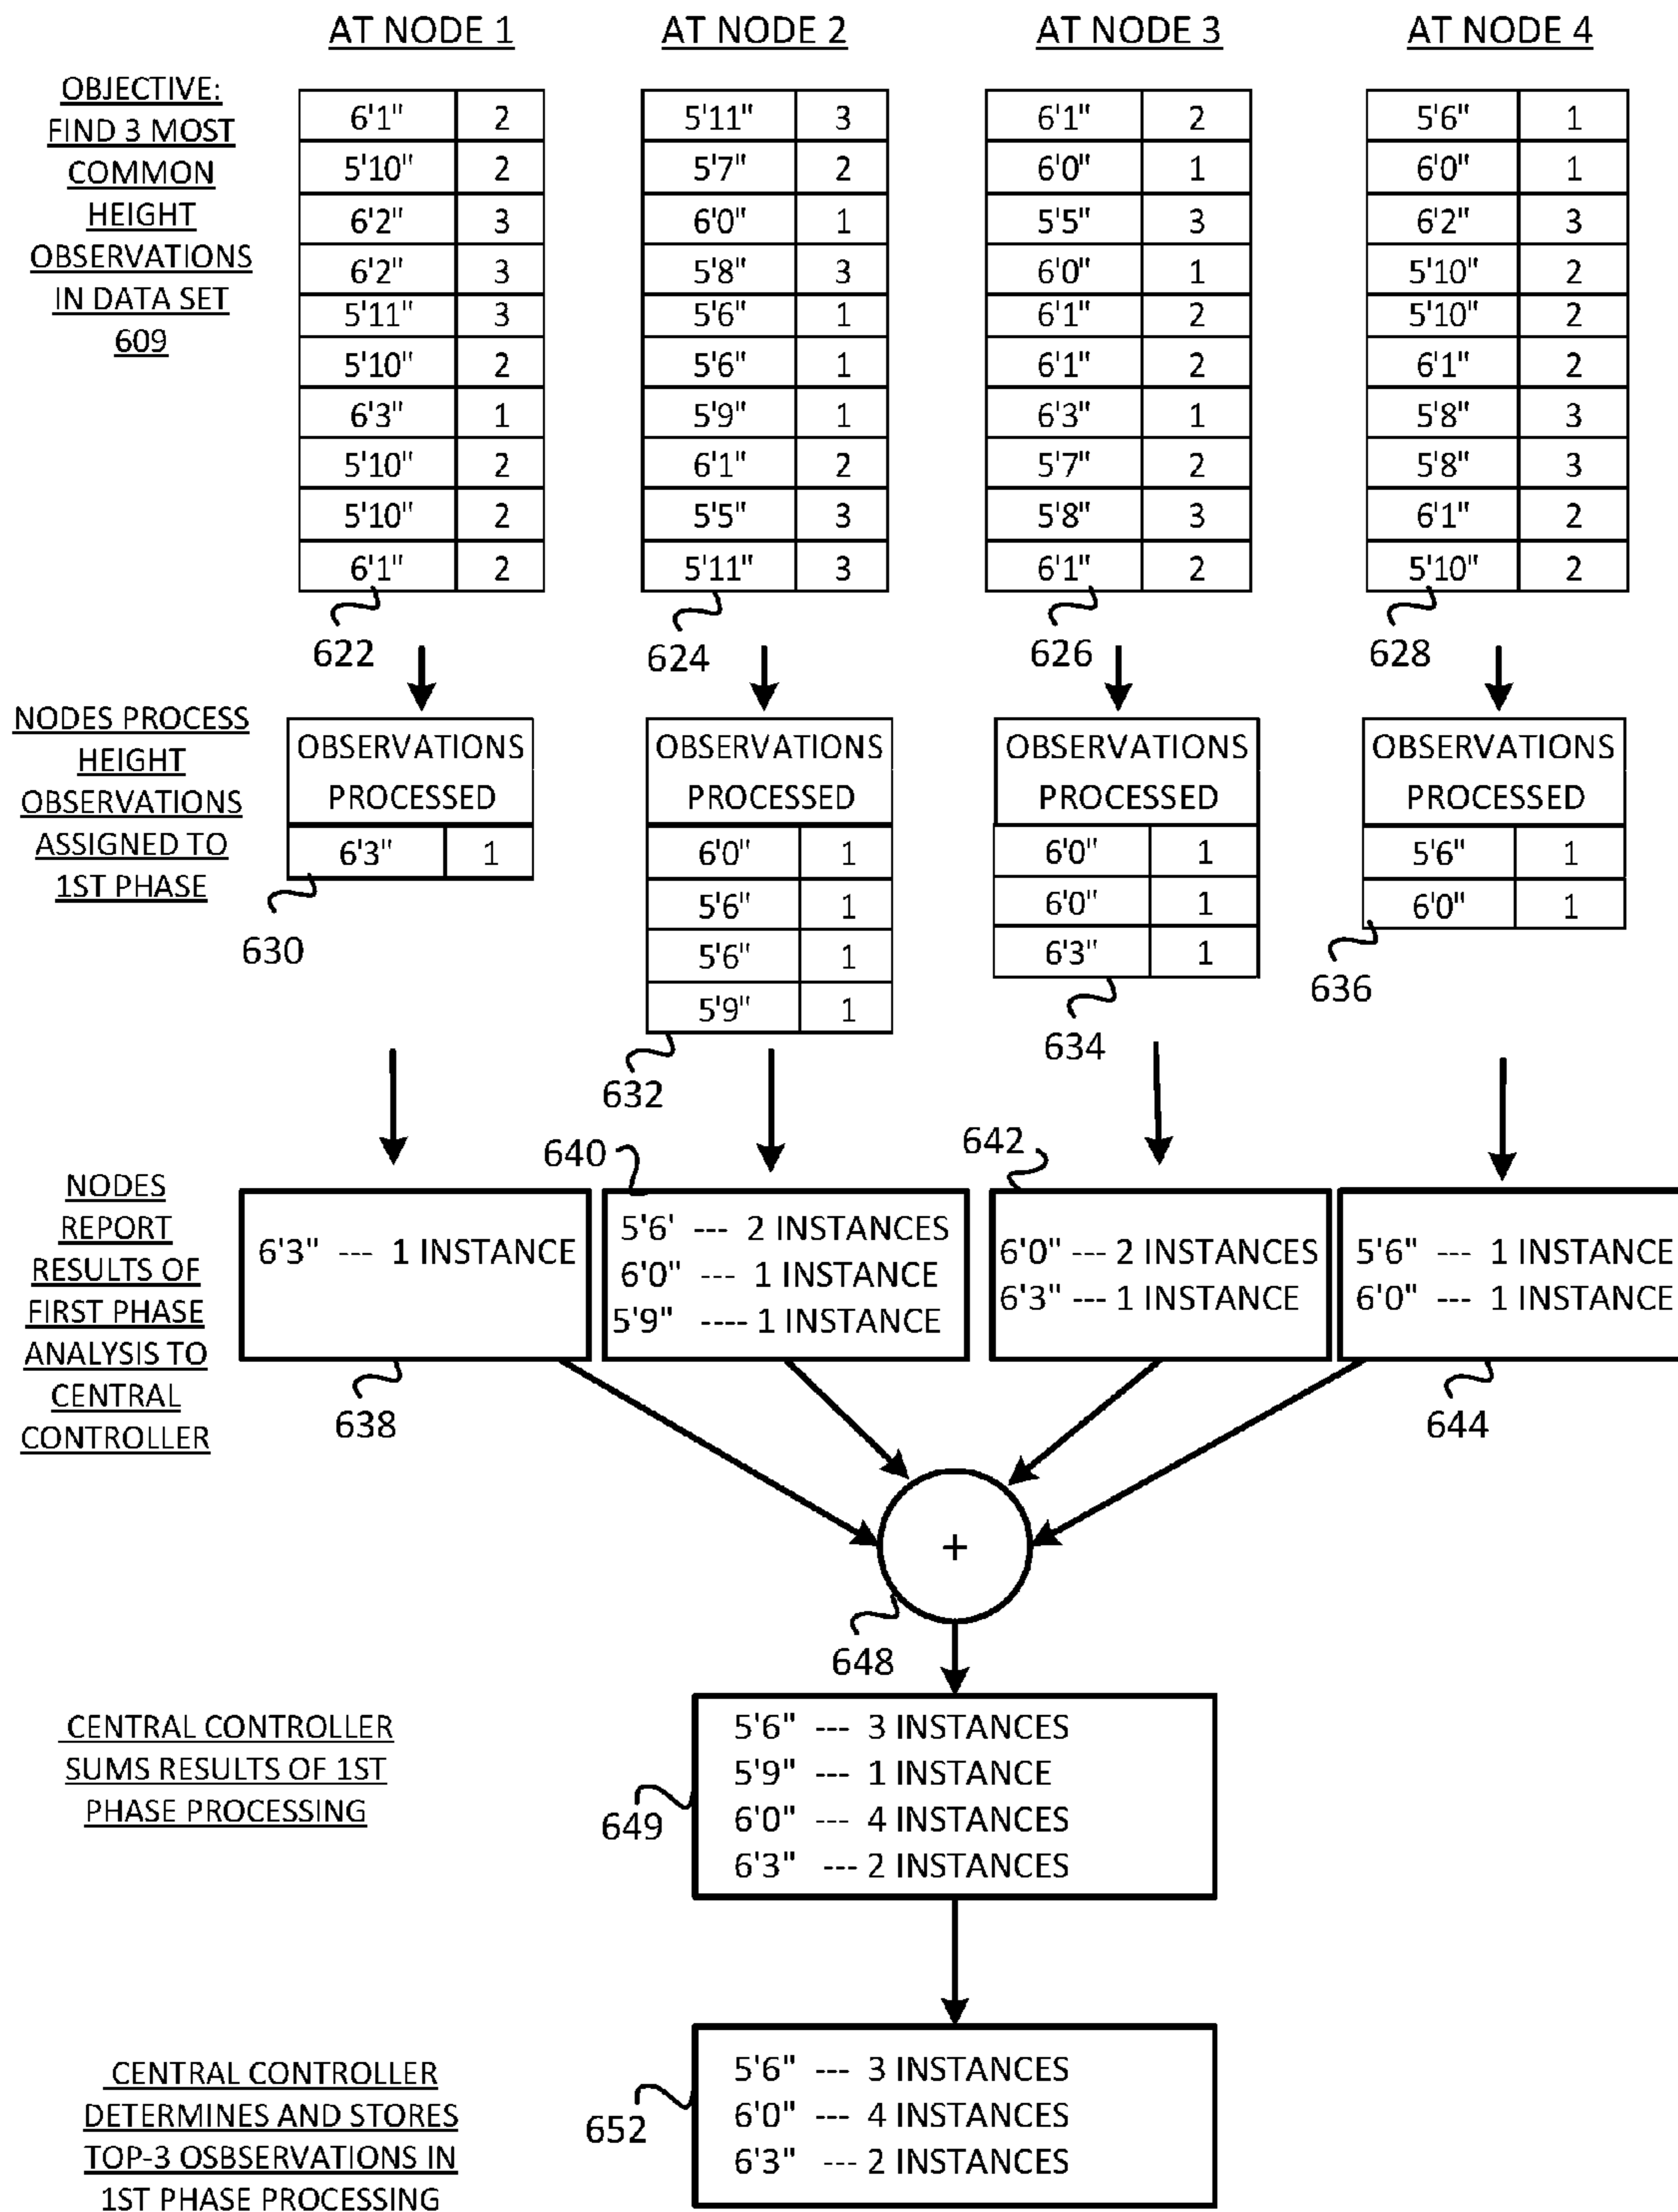 AT NODE 1 AT NODE 2 AT NODE 3 AT NODE 4
OBJECTIVE:
FIND 3 MOST
COMMON
HEIGHT
OBSERVATIONS
IN DATA SET
609
6'1" 2 5'11" 3 6'1" 2 5'6" 1
5'10" 2 5'7" 2 6'0" 1 6'0" 1
6'2" 3 6'0" 1 5'5" 3 6'2" 3
6'2" 3 5'8" 3 6'0" 1 5'10" 2
5'11" 3 5'6" 1 6'1" 2 5'10" 2
5'10" 2 5'6" 1 6'1" 2 6'1" 2
6'3" 1 5'9" 1 6'3" 1 5'8" 3
5'10" 2 6'1" 2 5'7" 2 5'8" 3
5'10" 2 5'5" 3 5'8" 3 6'1" 2
6'1" 2 5'11" 3 6'1" 2 5'10" 2
622 624 626 628
NODES PROCESS
HEIGHT
OBSERVATIONS
ASSIGNED TO
1ST PHASE
OBSERVATIONS
PROCESSED
6'3" 1
630
OBSERVATIONS
PROCESSED
6'0" 1
5'6" 1
5'6" 1
5'9" 1
632
OBSERVATIONS
PROCESSED
6'0" 1
6'0" 1
6'3" 1
634
OBSERVATIONS
PROCESSED
5'6" 1
6'0" 1
636
NODES
REPORT
RESULTS OF
FIRST PHASE
ANALYSIS TO
CENTRAL
CONTROLLER
6'3" --- 1 INSTANCE
638
640
5'6' --- 2 INSTANCES
6'0" --- 1 INSTANCE
5'9" ---- 1 INSTANCE
642
6'0" --- 2 INSTANCES
6'3" --- 1 INSTANCE
5'6" --- 1 INSTANCE
6'0" --- 1 INSTANCE
644
+
648
CENTRAL CONTROLLER
SUMS RESULTS OF 1ST
PHASE PROCESSING
649
5'6" --- 3 INSTANCES
5'9" --- 1 INSTANCE
6'0" --- 4 INSTANCES
6'3" --- 2 INSTANCES
CENTRAL CONTROLLER
DETERMINES AND STORES
TOP-3 OSBSERVATIONS IN
1ST PHASE PROCESSING
652
5'6" --- 3 INSTANCES
6'0" --- 4 INSTANCES
6'3" --- 2 INSTANCES